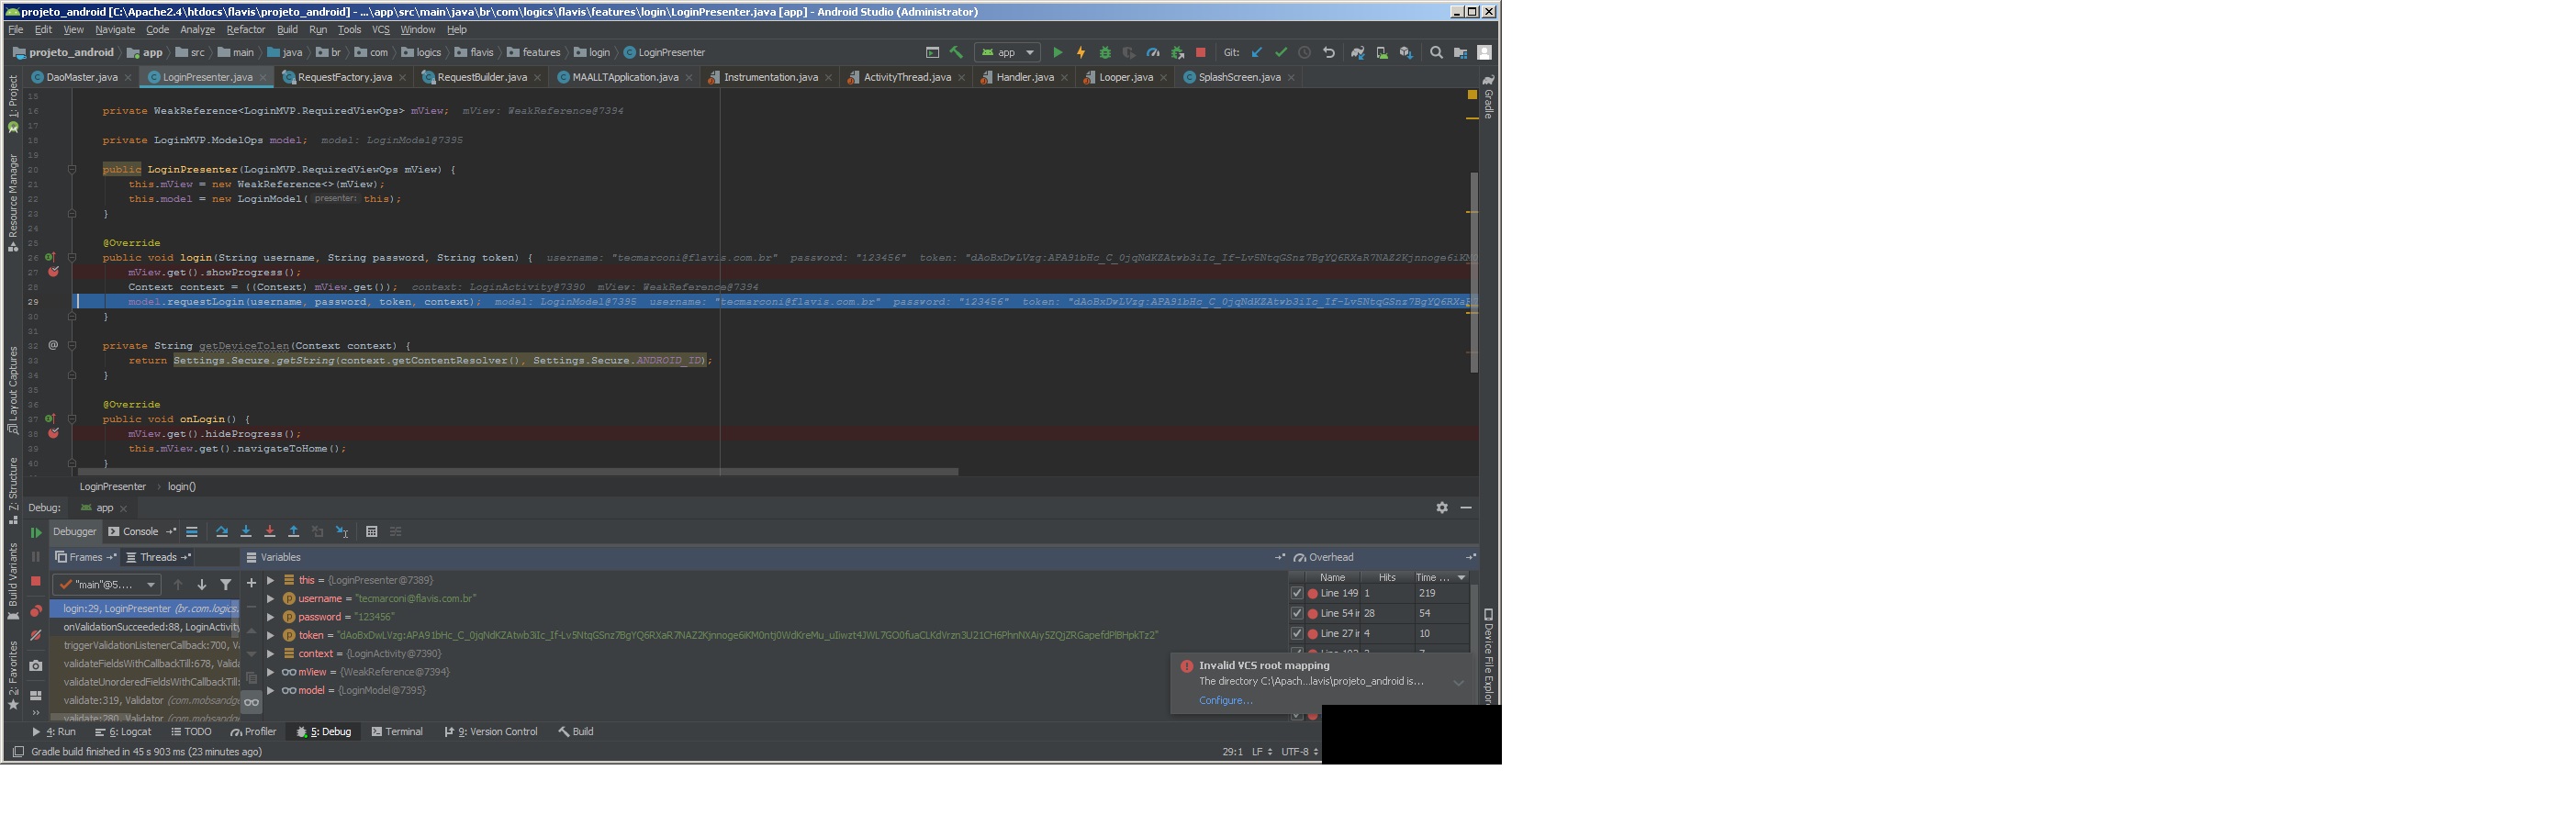 projeto_android [C:\Apache2.4\htdocs\flavis\projeto_android] - ...\app\src\main\java\br\com\logics\flavis\features\login\LoginPresenter.java [app] - Android Studio (Administrator)
File Edit View Navigate Code Analyze Refactor Build Run Tools VCS Window Help
projeto_android app src main java br com logics flavis features login LoginPresenter app Git:
DaoMaster.java LoginPresenter.java RequestFactory.java RequestBuilder.java MAALLTApplication.java Instrumentation.java ActivityThread.java Handler.java Looper.java SplashScreen.java
15
16 private WeakReference<LoginMVP.RequiredViewOps> mView; mView: WeakReference@7394
17
18 private LoginMVP.ModelOps model; model: LoginModel@7395
19
20 public LoginPresenter(LoginMVP.RequiredViewOps mView) {
21 this.mView = new WeakReference<>(mView);
22 this.model = new LoginModel( presenter: this);
23 }
24
25 @Override
26 public void login(String username, String password, String token) { username: "tecmarconi@flavis.com.br" password: "123456" token: "dAoBxDwLVzg:APA91bHc_C_0jqNdKZAtwb3iIc_If-Lv5NtqGSnz7BgYQ6RXaR7NAZ2Kjnnoge6iKM0
27 mView.get().showProgress();
28 Context context = ((Context) mView.get()); context: LoginActivity@7390 mView: WeakReference@7394
29 model.requestLogin(username, password, token, context); model: LoginModel@7395 username: "tecmarconi@flavis.com.br" password: "123456" token: "dAoBxDwLVzg:APA91bHc_C_0jqNdKZAtwb3iIc_If-Lv5NtqGSnz7BgYQ6RXaR
30 }
31
32 @ private String getDeviceTolen(Context context) {
33 return Settings.Secure.getString(context.getContentResolver(), Settings.Secure.ANDROID_ID);
34 }
35
36 @Override
37 public void onLogin() {
38 mView.get().hideProgress();
39 this.mView.get().navigateToHome();
40 }
LoginPresenter login()
Debug: app
Debugger Console
Frames Threads Variables Overhead
"main"@5....
login:29, LoginPresenter (br.com.logics.
onValidationSucceeded:88, LoginActivity
triggerValidationListenerCallback:700, V
validateFieldsWithCallbackTill:678, Valida
validateUnorderedFieldsWithCallbackTill:
validate:319, Validator (com.mobsandg
validate:280, Validator (com.mobsandg
this = {LoginPresenter@7389}
username = "tecmarconi@flavis.com.br"
password = "123456"
token = "dAoBxDwLVzg:APA91bHc_C_0jqNdKZAtwb3iIc_If-Lv5NtqGSnz7BgYQ6RXaR7NAZ2Kjnnoge6iKM0ntj0WdKreMu_uIiwzt4JWL7GO0fuaCLKdVrzn3U21CH6PhnNXAiy5ZQJZRGapefdPlBHpkTz2"
context = {LoginActivity@7390}
mView = {WeakReference@7394}
model = {LoginModel@7395}
Name Hits Time ...
Line 149 1 219
Line 54 ir 28 54
Line 27 ir 4 10
Invalid VCS root mapping
The directory C:\Apach...lavis\projeto_android is...
Configure...
4: Run 6: Logcat TODO Profiler 5: Debug Terminal 9: Version Control Build
Gradle build finished in 45 s 903 ms (23 minutes ago) 29:1 LF UTF-8
1: Project
Resource Manager
Layout Captures
Z: Structure
Build Variants
2: Favorites
Gradle
Device File Explore